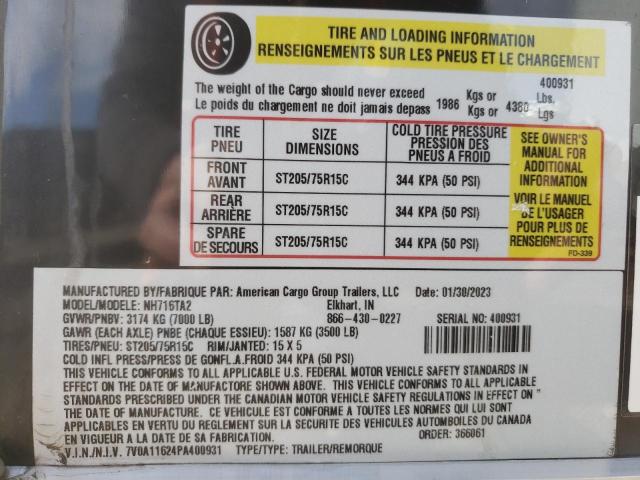 TIRE AND LOADING INFORMATION
RENSEIGNEMENTS SUR LES PNEUS ET LE CHARGEMENT
400931
The weight of the Cargo should never exceed Kgs or Lbs.
Le poids du chargement ne doit jamais depass 1986 Kgs or 4380 Lgs
TIRE SIZE COLD TIRE PRESSURE
PNEU DIMENSIONS PRESSION DES
PNEUS A FROID
FRONT
AVANT ST205/75R15C 344 KPA (50 PSI)
REAR
ARRIÈRE ST205/75R15C 344 KPA (50 PSI)
SPARE
DE SECOURS ST205/75R15C 344 KPA (50 PSI)
SEE OWNER'S
MANUAL FOR
ADDITIONAL
INFORMATION
VOIR LE MANUEL
DE L'USAGER
POUR PLUS DE
RENSEIGNEMENTS
FD-339
MANUFACTURED BY/FABRIQUE PAR: American Cargo Group Trailers, LLC Date: 01/30/2023
MODEL/MODELE: NH716TA2 Elkhart, IN
GVWR/PNBV: 3174 KG (7000 LB) 866-430-0227 SERIAL: 400931
GAWR (EACH AXLE) PNBE (CHAQUE ESSIEU): 1587 KG (3500 LB)
TIRES/PNEU: ST205/75R15C RIM/JANTED: 15 X 5
COLD INFL PRESS/PRESS DE GONFL.A.FROID 344 KPA (50 PSI)
THIS VEHICLE CONFORMS TO ALL APPLICABLE U.S. FEDERAL MOTOR VEHICLE SAFETY STANDARDS IN
EFFECT ON THE DATE OF MANUFACTURE SHOWN ABOVE. THIS VEHICLE CONFORMS TO ALL APPLICABLE
STANDARDS PRESCRIBED UNDER THE CANADIAN MOTOR VEHICLE SAFETY REGULATIONS IN EFFECT ON "
THE DATE OF MANUFACTURE. CE VEHICULE EST CONFORME A TOUTES LES NORMES QUI LUI SONT
APPLICABLES EN VERTU DU REGLEMENT SUR LA SECURITE DES VEHICULES AUTOMOBILES DU CANADA
EN VIGUEUR A LA DATE DE SA FABRICATION. ORDER: 366061
V.I.N./N.I.V. 7V0A11624PA400931 TYPE/TYPE: TRAILER/REMORQUE